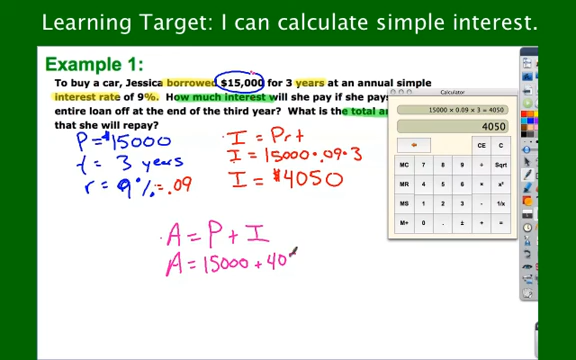 Learning Target: I can calculate simple interest.
Example 1:
To buy a car, Jessica borrowed $15,000 for 3 years at an annual simple
interest rate of 9%. How much interest will she pay if she pays
entire loan off at the end of the third year? What is the total
that she will repay?
P = $15000
t = 3 years
r = 9% = .09
I = Prt
I = 15000 · .09 · 3
I = $4050
A = P + I
A = 15000 + 40
Calculator
15000 × 0.09 × 3 = 4050
4050
CE C
MC 7 8 9 ÷ Sqrt
MR 4 5 6 × x²
MS 1 2 3 - 1/x
M+ 0 . ± + =